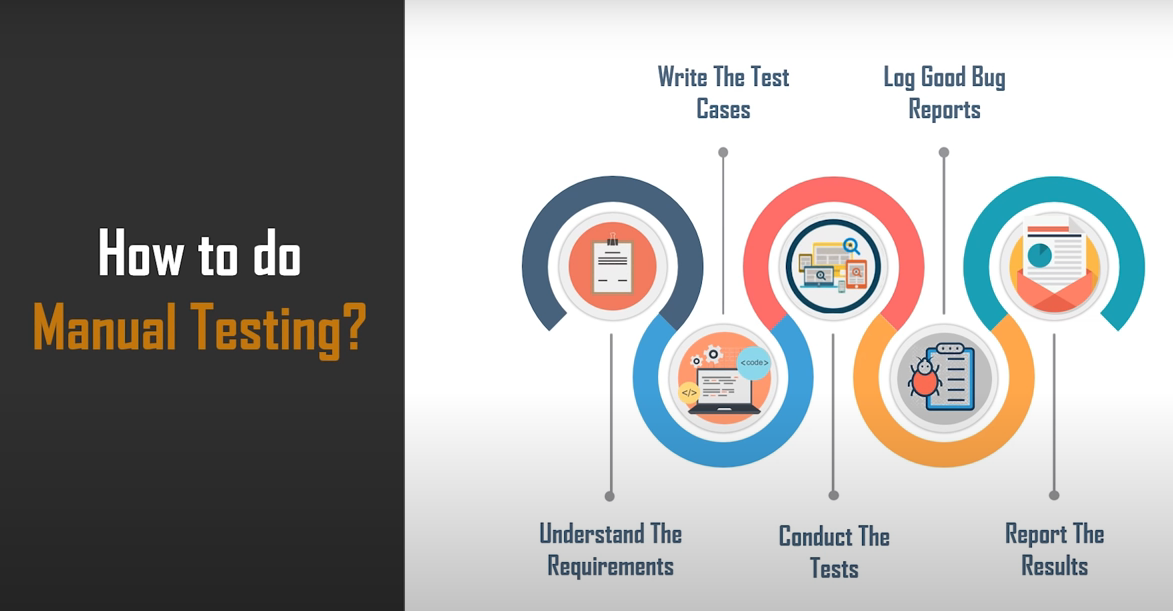 How to do
Manual Testing?
Write The Test
Cases
Log Good Bug
Reports
<code>
</>
Understand The
Requirements
Conduct The
Tests
Report The
Results